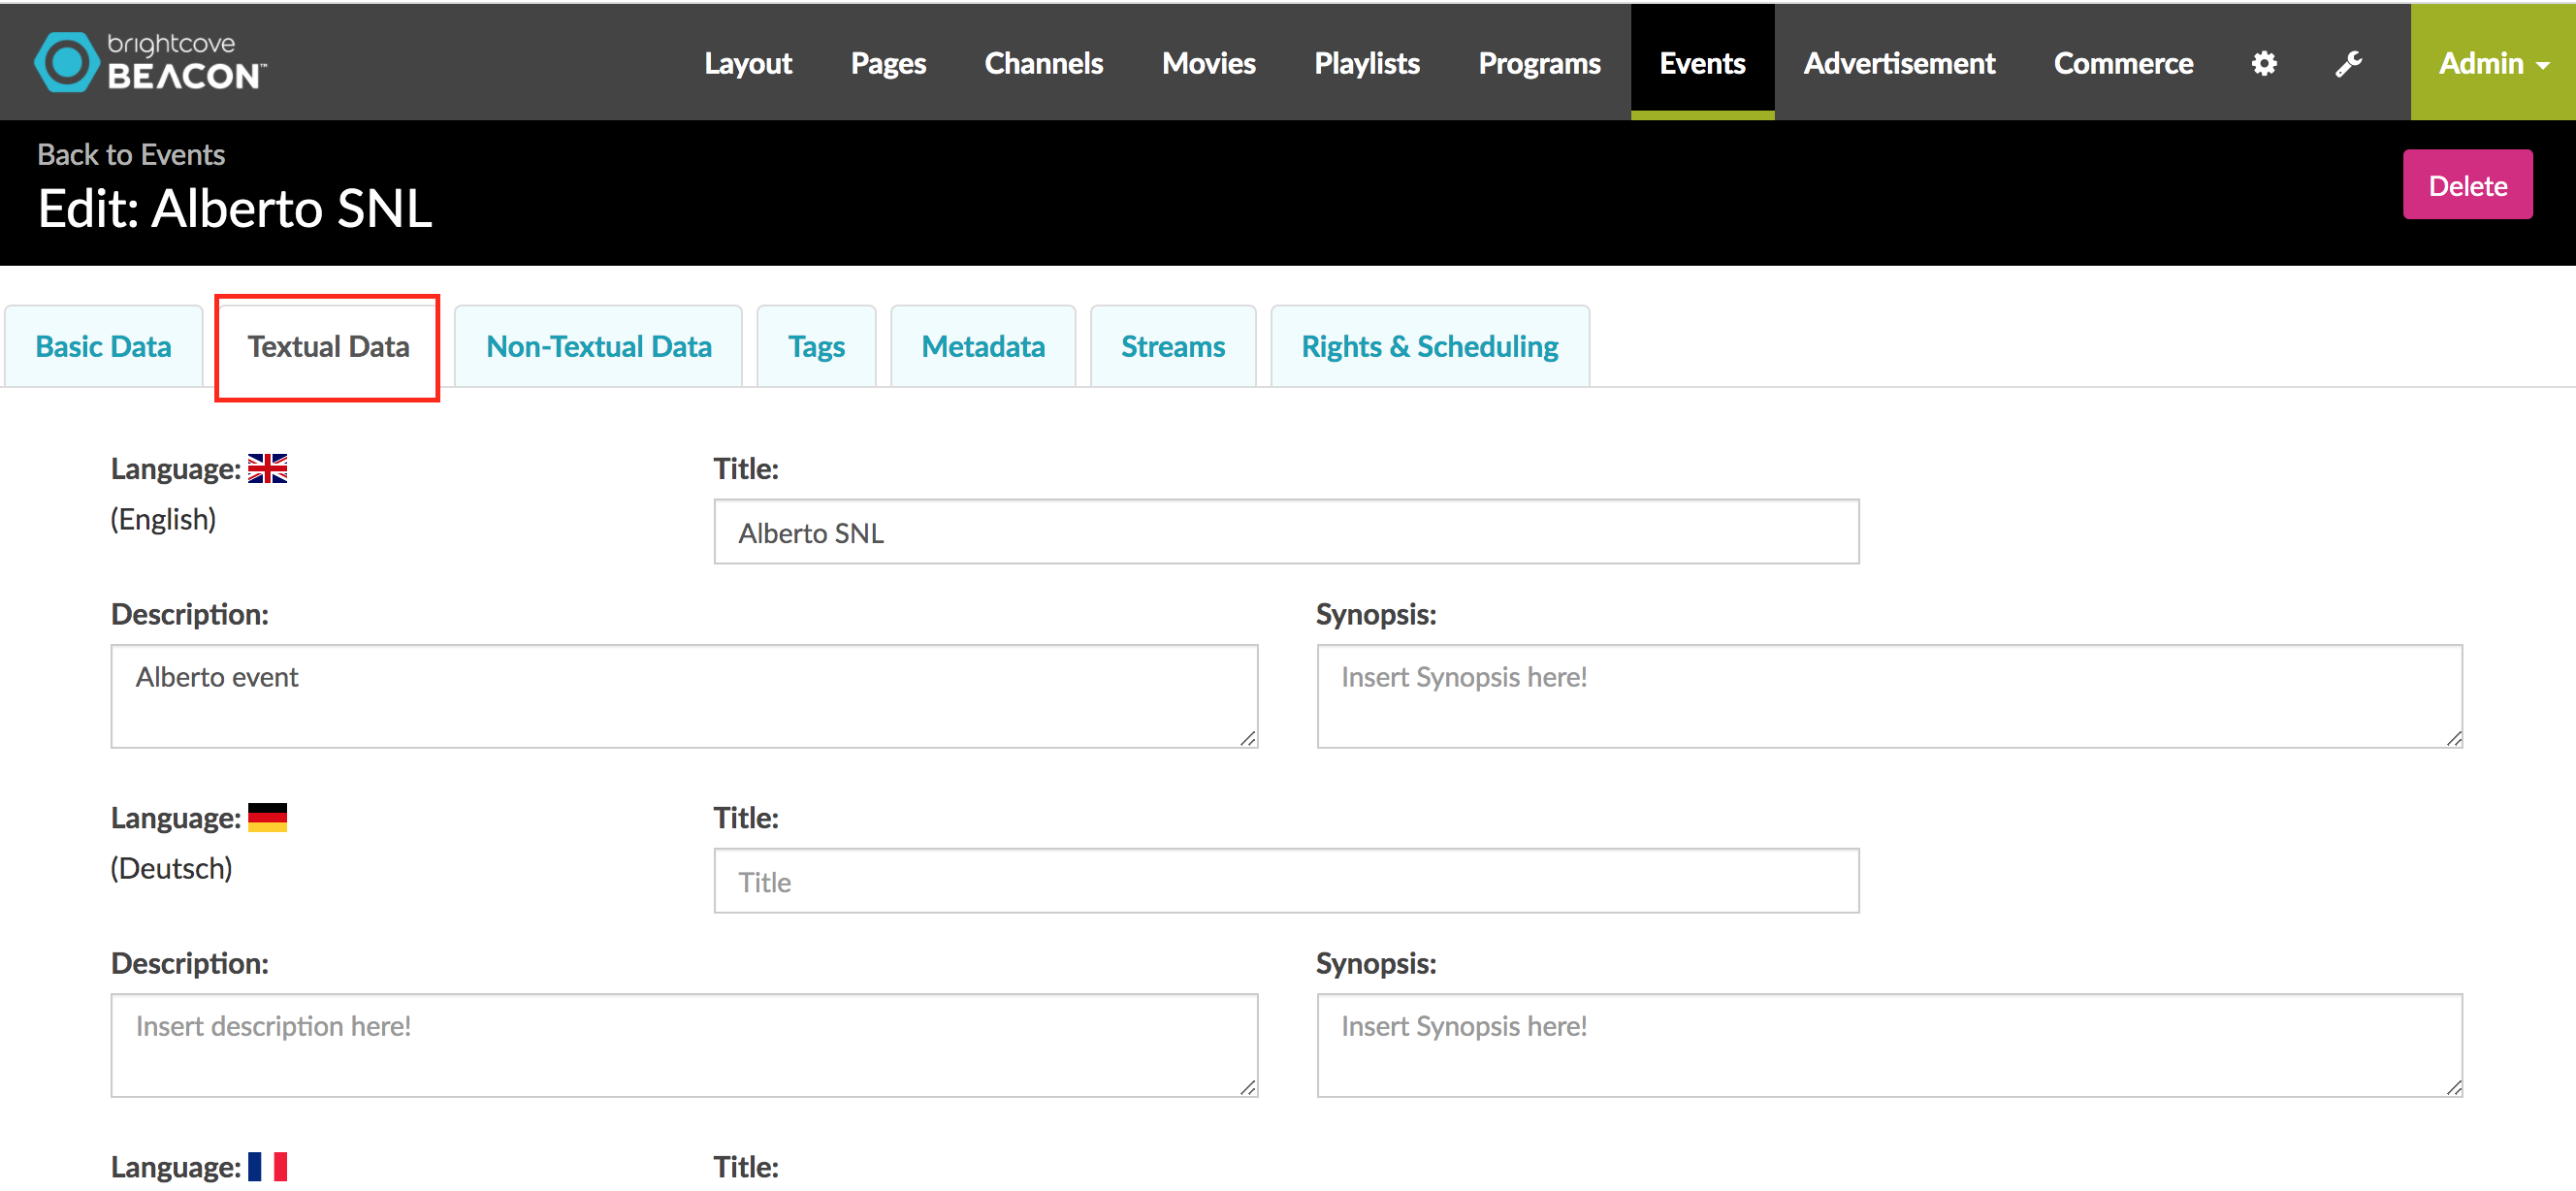 brightcove
BEACON™
Layout Pages Channels Movies Playlists Programs Events Advertisement Commerce Admin
Back to Events
Edit: Alberto SNL
Delete
Basic Data Textual Data Non-Textual Data Tags Metadata Streams Rights & Scheduling
Language: Title:
(English)
Alberto SNL
Description: Synopsis:
Alberto event Insert Synopsis here!
Language: Title:
(Deutsch)
Title
Description: Synopsis:
Insert description here! Insert Synopsis here!
Language: Title: